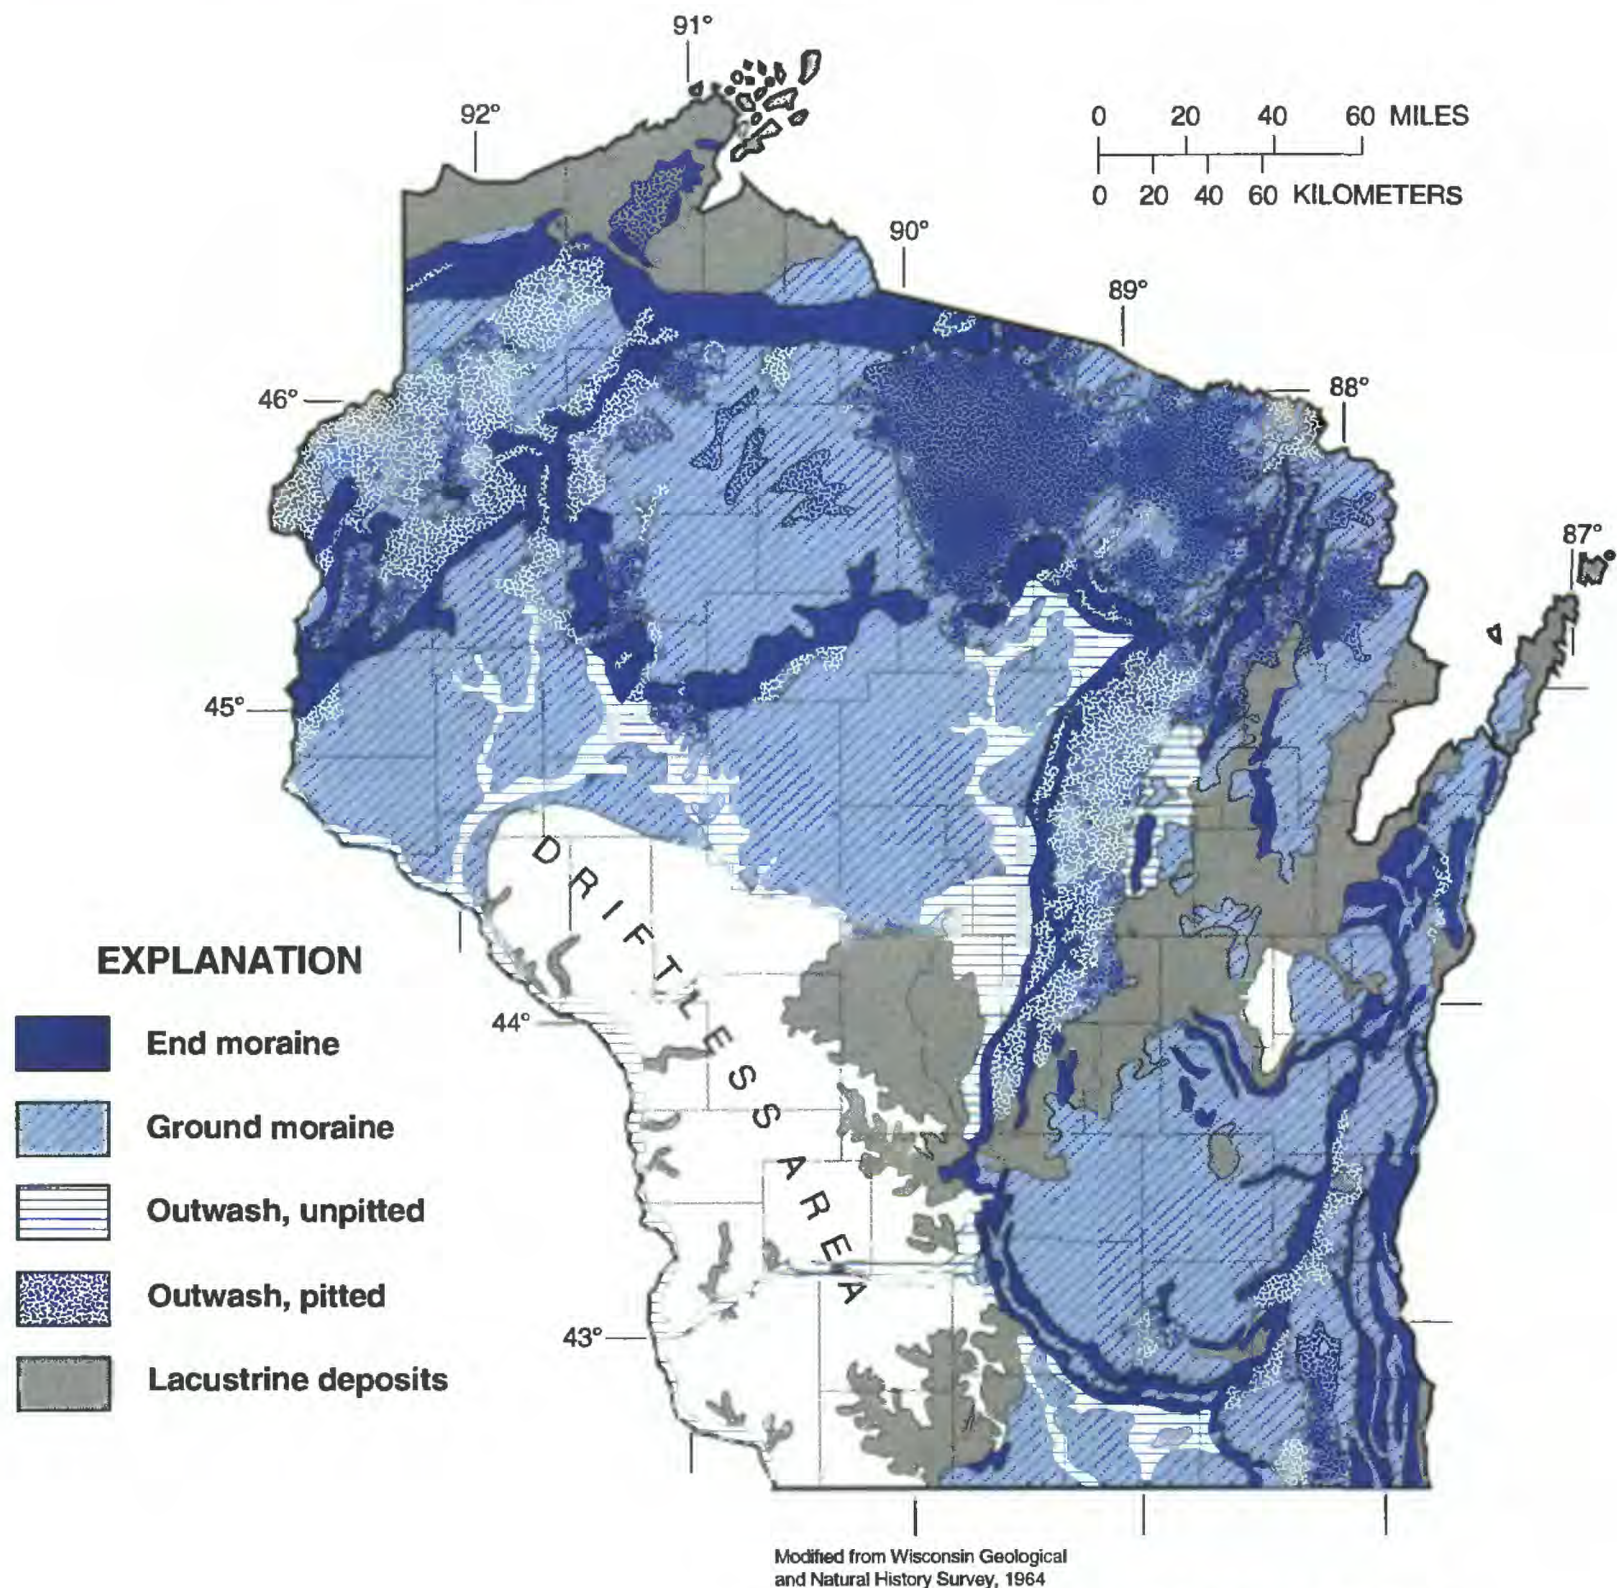 91°
92°
0 20 40 60 MILES
0 20 40 60 KILOMETERS
90°
89°
88°
46°
87°
45°
DRIFTLESS AREA
EXPLANATION
End moraine
44°
Ground moraine
Outwash, unpitted
Outwash, pitted
43°
Lacustrine deposits
Modified from Wisconsin Geological
and Natural History Survey, 1964